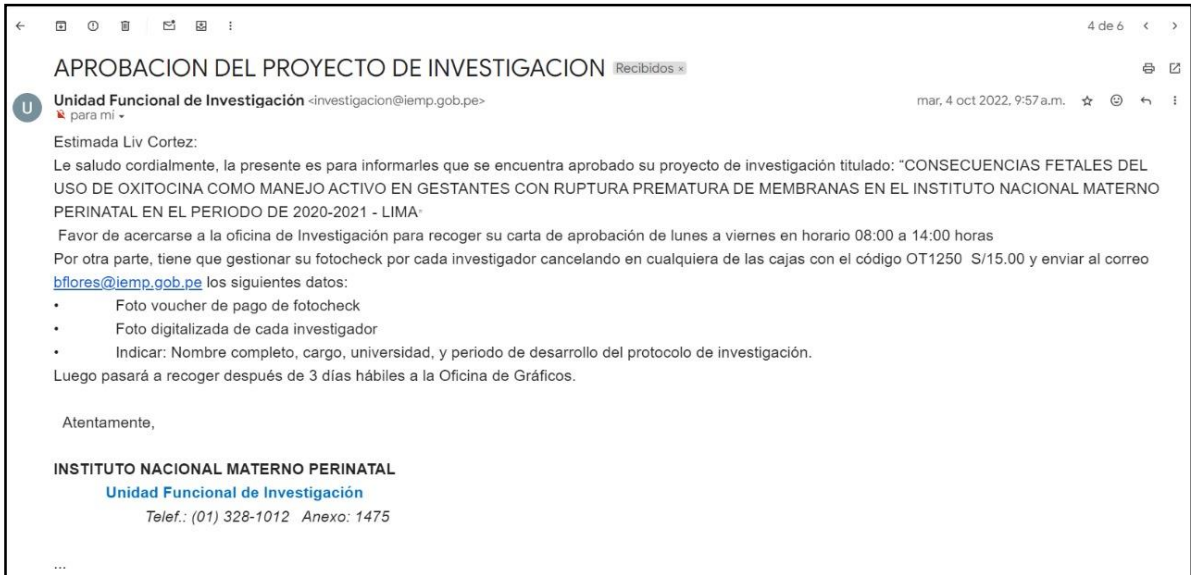 4 de 6
APROBACION DEL PROYECTO DE INVESTIGACION Recibidos ×
U
Unidad Funcional de Investigación <investigacion@iemp.gob.pe> mar, 4 oct 2022, 9:57 a.m.
para mí
Estimada Liv Cortez:
Le saludo cordialmente, la presente es para informarles que se encuentra aprobado su proyecto de investigación titulado: "CONSECUENCIAS FETALES DEL
USO DE OXITOCINA COMO MANEJO ACTIVO EN GESTANTES CON RUPTURA PREMATURA DE MEMBRANAS EN EL INSTITUTO NACIONAL MATERNO
PERINATAL EN EL PERIODO DE 2020-2021 - LIMA"
Favor de acercarse a la oficina de Investigación para recoger su carta de aprobación de lunes a viernes en horario 08:00 a 14:00 horas
Por otra parte, tiene que gestionar su fotocheck por cada investigador cancelando en cualquiera de las cajas con el código OT1250 S/15.00 y enviar al correo
bflores@iemp.gob.pe los siguientes datos:
• Foto voucher de pago de fotocheck
• Foto digitalizada de cada investigador
• Indicar: Nombre completo, cargo, universidad, y periodo de desarrollo del protocolo de investigación.
Luego pasará a recoger después de 3 días hábiles a la Oficina de Gráficos.
Atentamente,
INSTITUTO NACIONAL MATERNO PERINATAL
Unidad Funcional de Investigación
Telef.: (01) 328-1012 Anexo: 1475
...